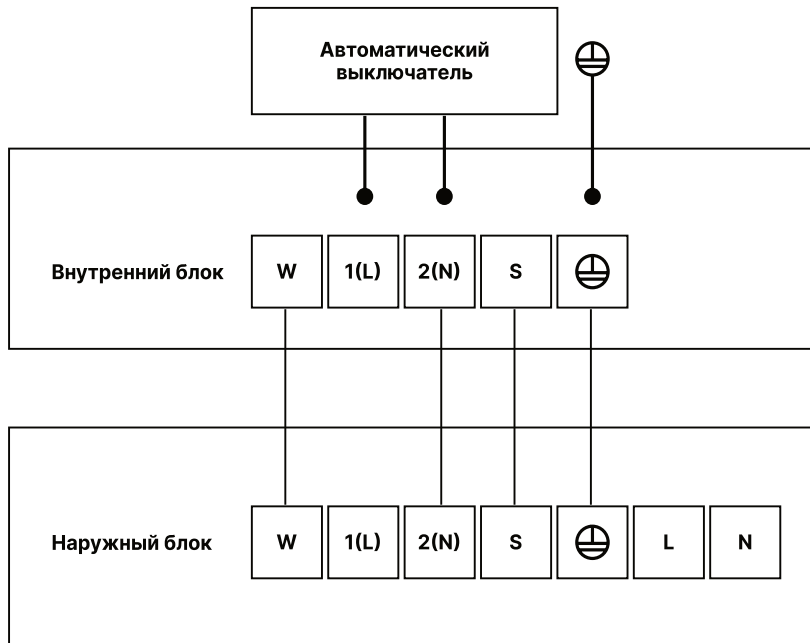 Автоматический
выключатель
Внутренний блок
W
1(L)
2(N)
S
Наружный блок
W
1(L)
2(N)
S
L
N